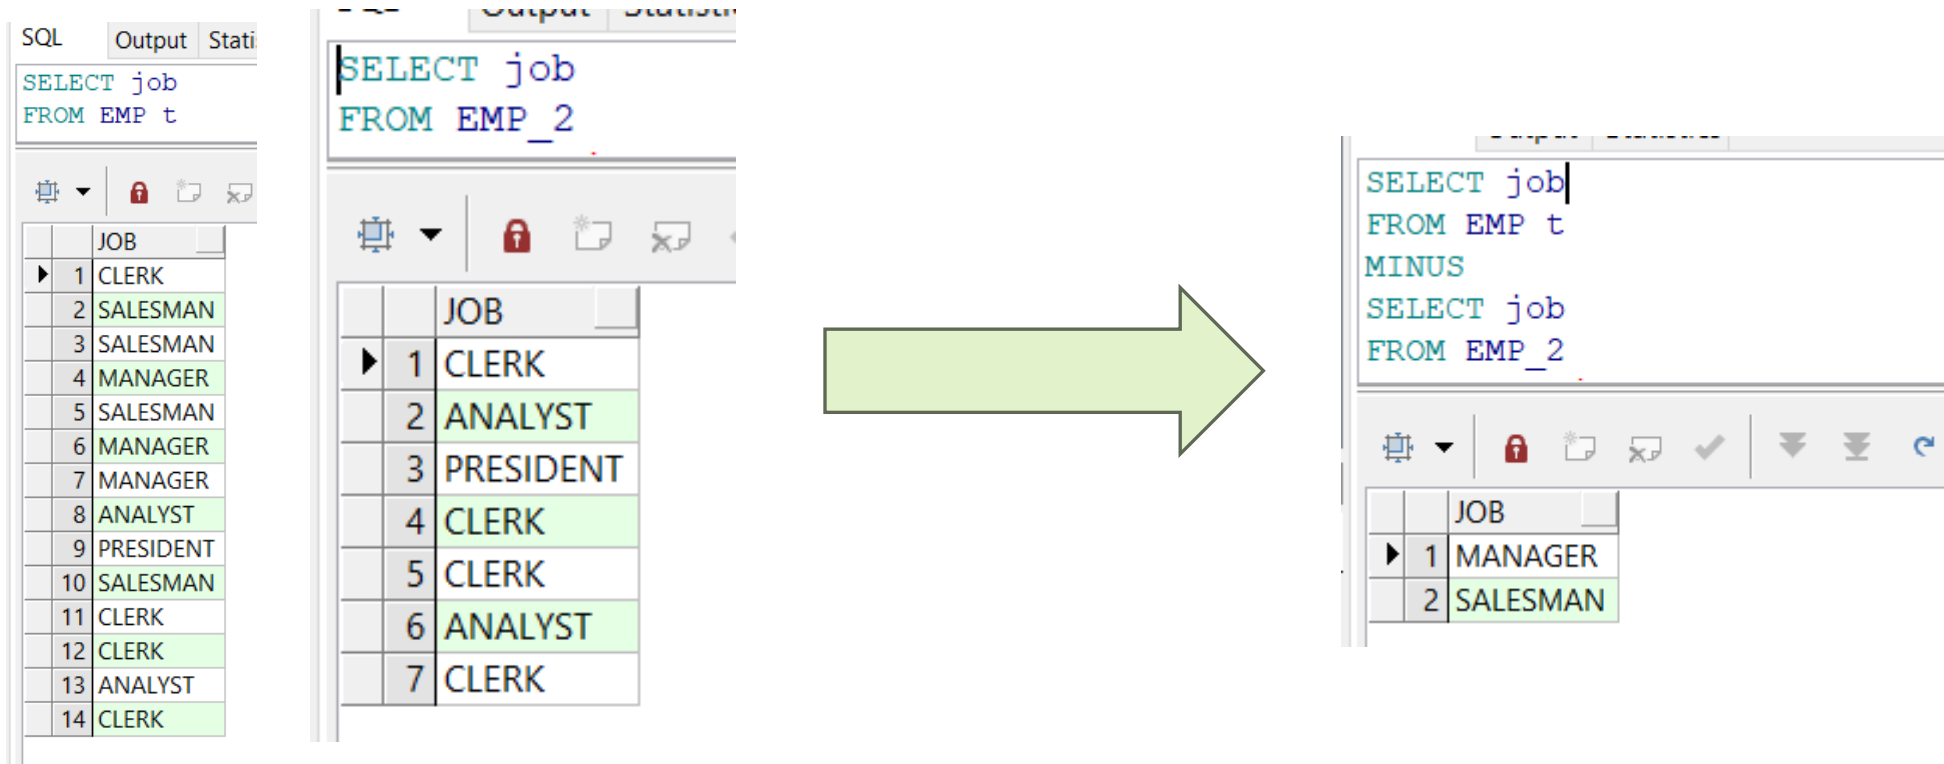 SQL Output
SELECT job
FROM EMP t
JOB
1 CLERK
2 SALESMAN
3 SALESMAN
4 MANAGER
5 SALESMAN
6 MANAGER
7 MANAGER
8 ANALYST
9 PRESIDENT
10 SALESMAN
11 CLERK
12 CLERK
13 ANALYST
14 CLERK
SELECT job
FROM EMP_2
JOB
1 CLERK
2 ANALYST
3 PRESIDENT
4 CLERK
5 CLERK
6 ANALYST
7 CLERK
SELECT job
FROM EMP t
MINUS
SELECT job
FROM EMP_2
JOB
1 MANAGER
2 SALESMAN